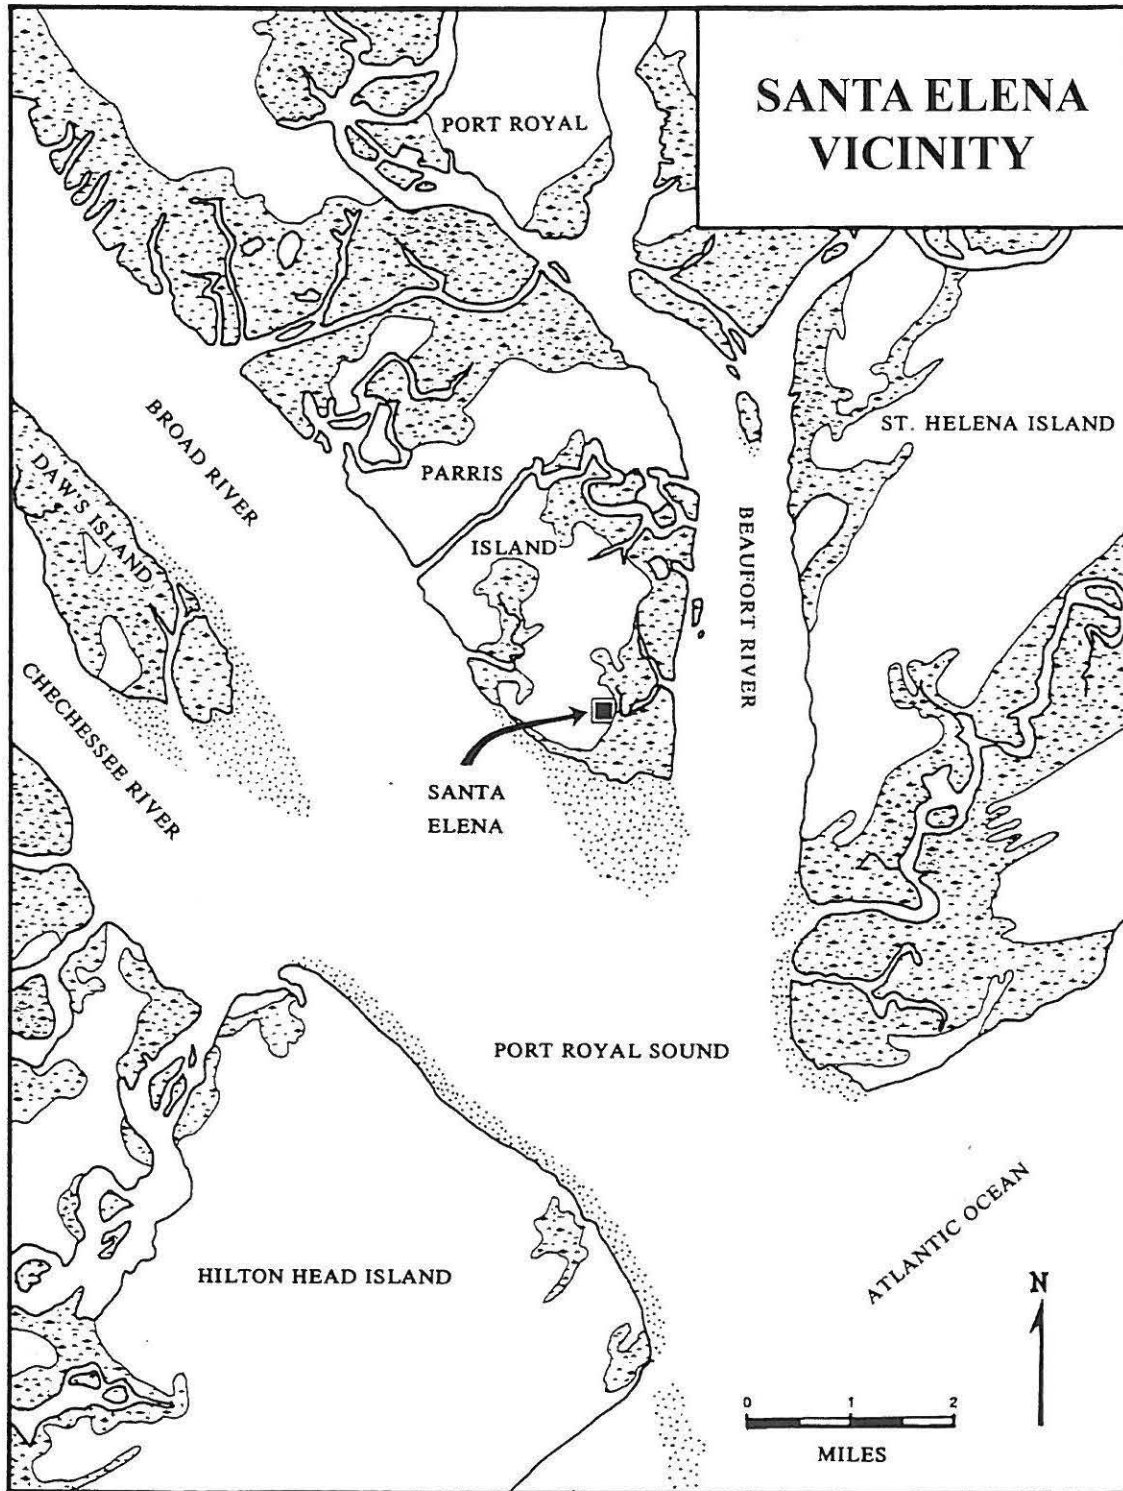 SANTA ELENA
VICINITY
PORT ROYAL
ST. HELENA ISLAND
BROAD RIVER
DAWS ISLAND
PARRIS
ISLAND
BEAUFORT RIVER
CHECHESSEE RIVER
SANTA
ELENA
PORT ROYAL SOUND
ATLANTIC OCEAN
HILTON HEAD ISLAND
N
0 1 2
MILES